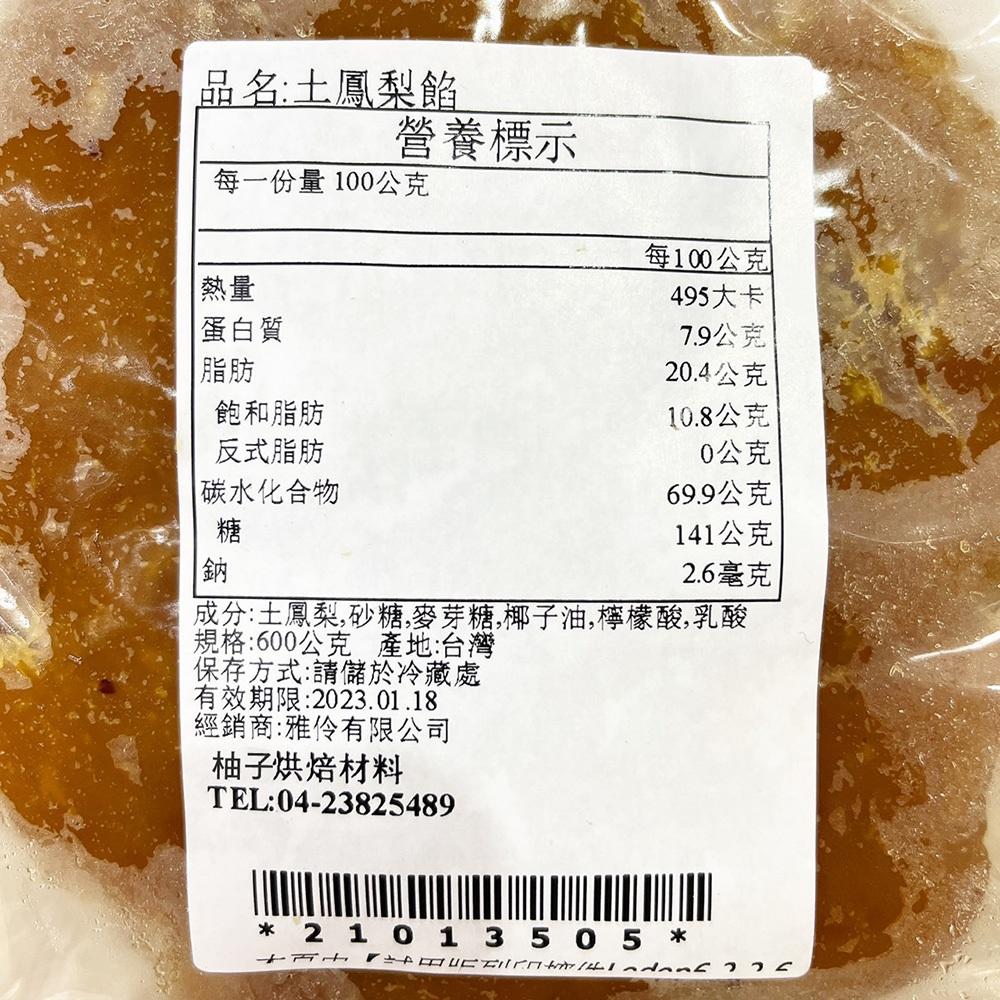 品名:土鳳梨餡
營養標示
每一份量 100公克
每100公克
熱量 495大卡
蛋白質 7.9公克
脂肪 20.4公克
飽和脂肪 10.8公克
反式脂肪 0公克
碳水化合物 69.9公克
糖 141公克
鈉 2.6毫克
成分:土鳳梨,砂糖,麥芽糖,椰子油,檸檬酸,乳酸
規格:600公克 產地:台灣
保存方式:請儲於冷藏處
有效期限:2023.01.18
經銷商:雅伶有限公司
柚子烘焙材料
TEL:04-23825489
*21013505*